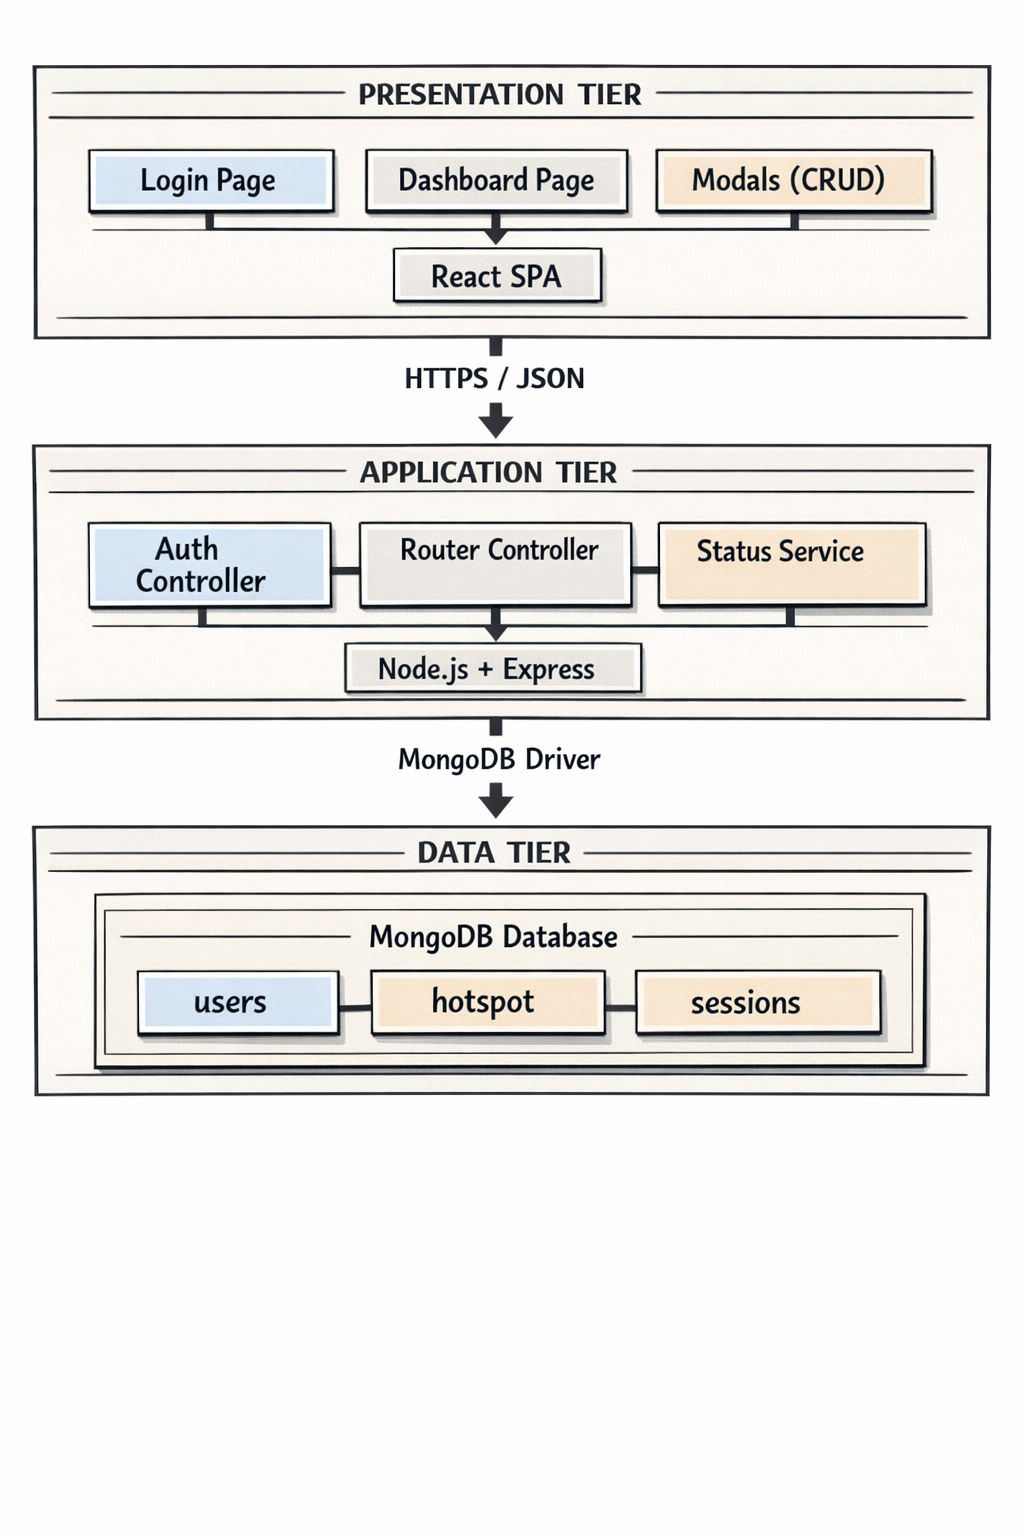 PRESENTATION TIER
Login Page
Dashboard Page
Modals (CRUD)
React SPA
HTTPS / JSON
APPLICATION TIER
Auth
Controller
Router Controller
Status Service
Node.js + Express
MongoDB Driver
DATA TIER
MongoDB Database
users
hotspot
sessions